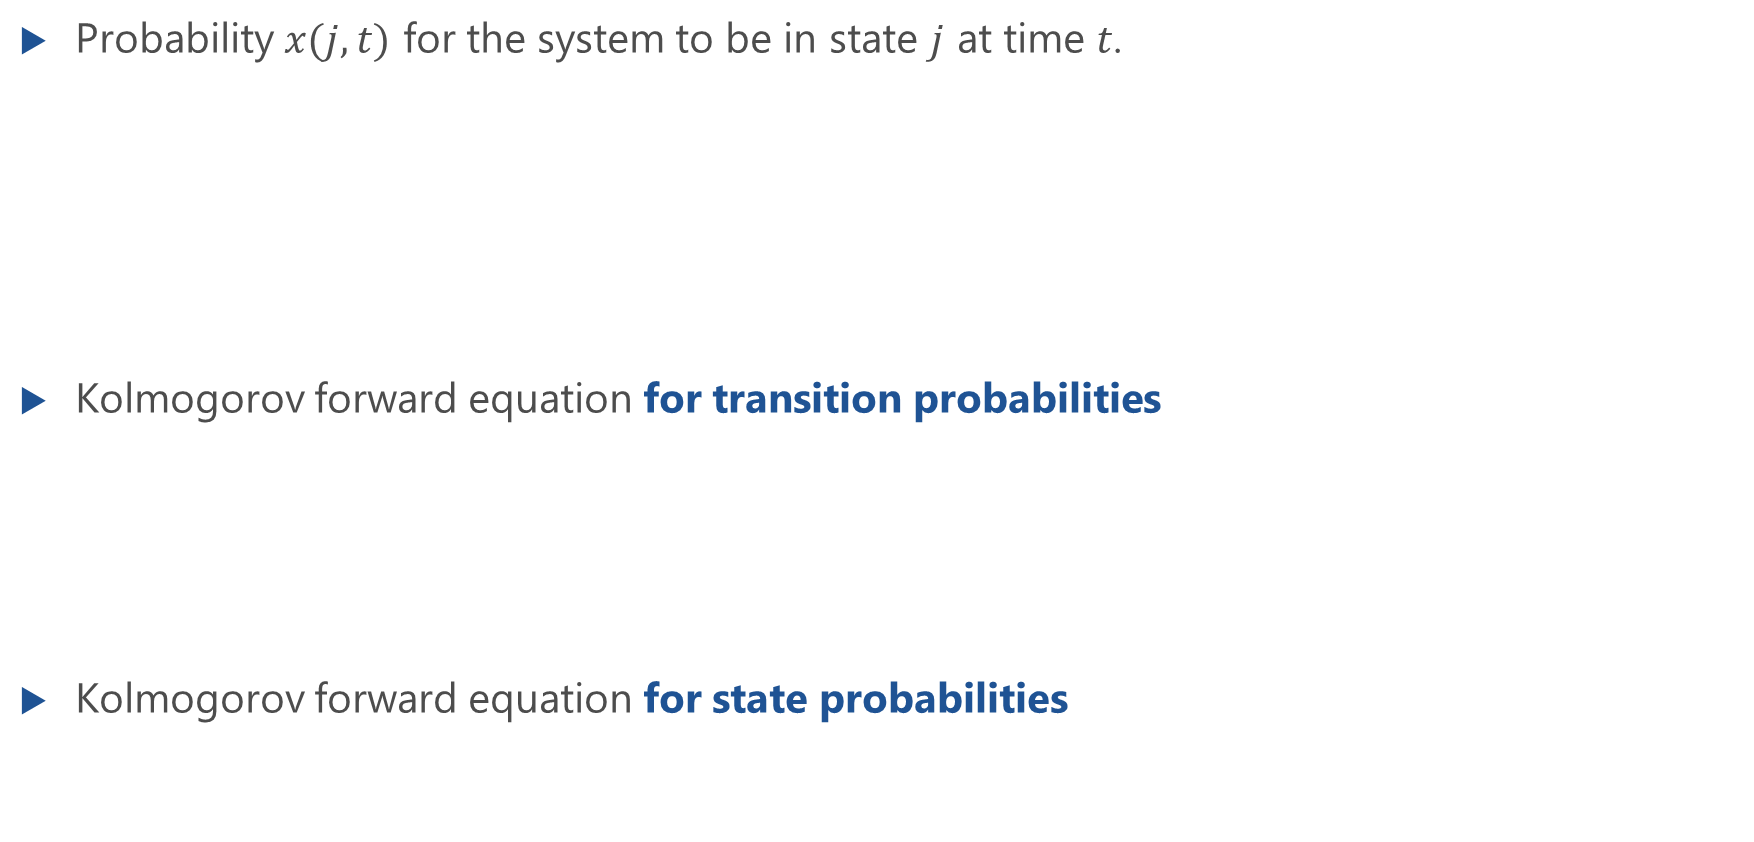 ▶ Probability x(j, t) for the system to be in state j at time t.
▶ Kolmogorov forward equation for transition probabilities
▶ Kolmogorov forward equation for state probabilities